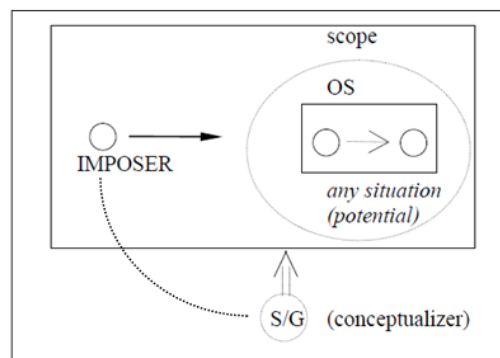 scope
OS
IMPOSER
any situation
(potential)
S/G (conceptualizer)